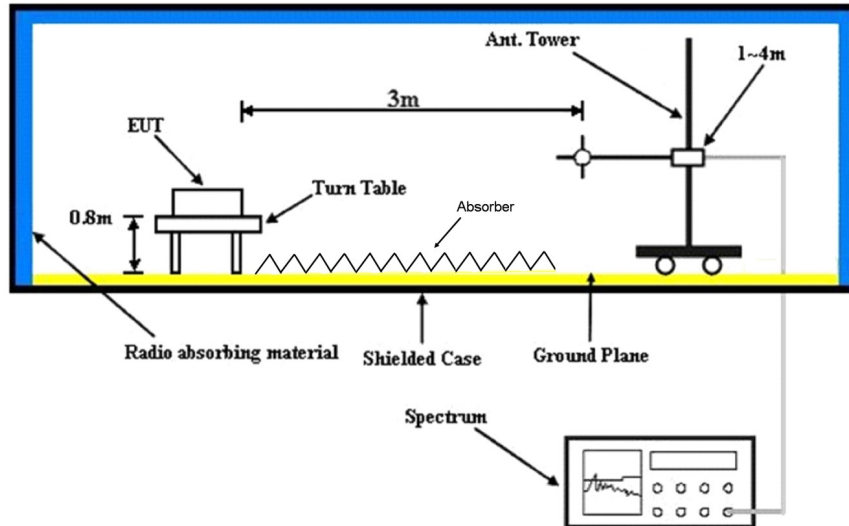 Ant. Tower
1~4m
3m
EUT
Turn Table
0.8m
Absorber
Radio absorbing material
Shielded Case
Ground Plane
Spectrum